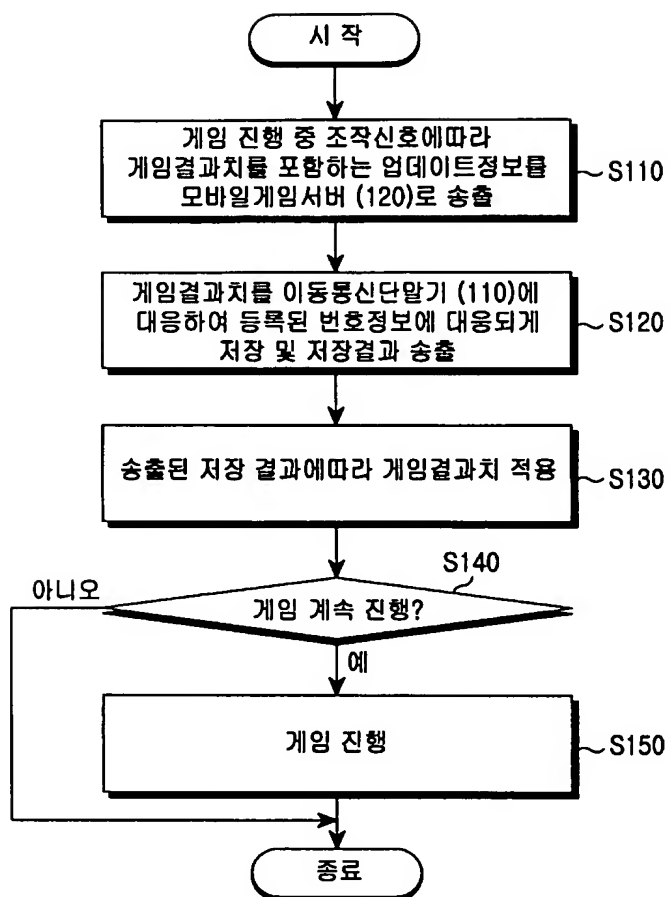 시 작
게임 진행 중 조작신호에따라
게임결과치를 포함하는 업데이트정보를
모바일게임서버 (120)로 송출
S110
게임결과치를 이동통신단말기 (110)에
대응하여 등록된 번호정보에 대응되게
저장 및 저장결과 송출
S120
송출된 저장 결과에따라 게임결과치 적용
S130
S140
아니오
게임 계속 진행?
예
게임 진행
S150
종료